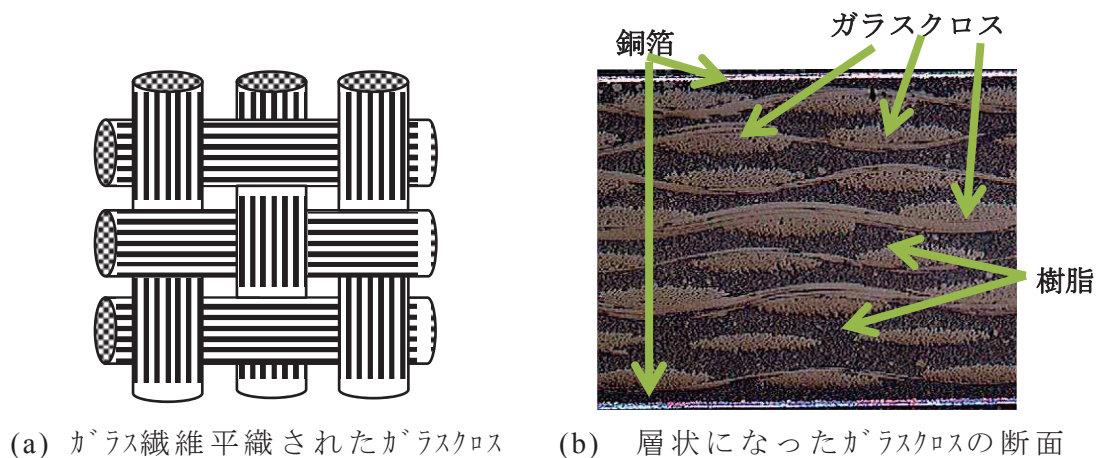 銅箔
ガラスクロス
樹脂
(a) ｶﾞﾗｽ繊維平織されたｶﾞﾗｽｸﾛｽ
(b) 層状になったｶﾞﾗｽｸﾛｽの断面